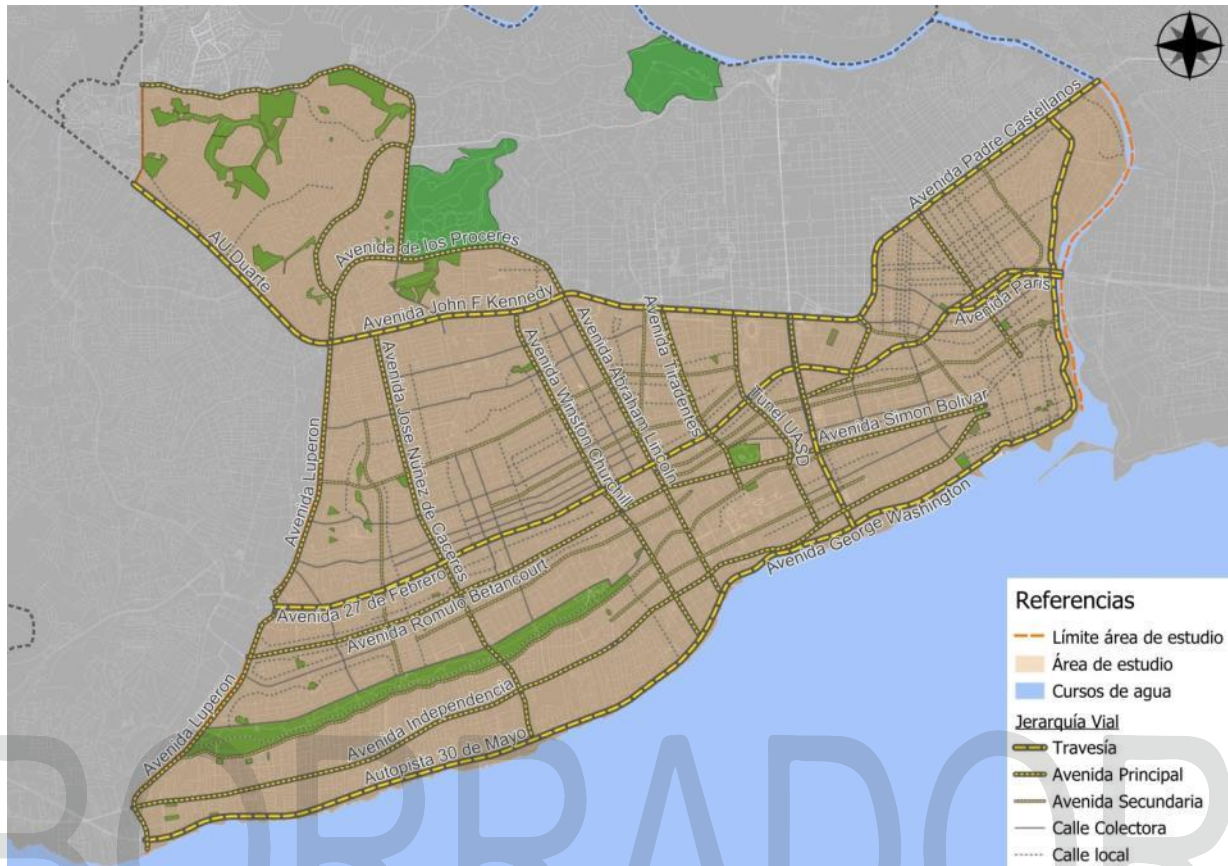 Avenida Padre Castellanos
AU Duarte
Avenida de los Proceres
Avenida John F Kennedy
Avenida Paris
Avenida Tiradentes
Avenida Abraham Lincoln
Avenida Winston Churchill
Avenida Jose Núñez de Caceres
Tunel UASD
Avenida Simon Bolivar
Avenida Luperon
Avenida George Washington
Avenida 27 de Febrero
Avenida Romulo Betancourt
Avenida Luperon
Avenida Independencia
Autopista 30 de Mayo
Referencias
Límite área de estudio
Área de estudio
Cursos de agua
Jerarquía Vial
Travesía
Avenida Principal
Avenida Secundaria
Calle Colectora
Calle local
BORRADOR